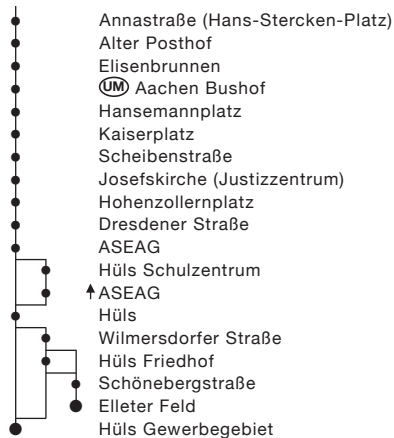 Annastraße (Hans-Stercken-Platz)
Alter Posthof
Elisenbrunnen
UM Aachen Bushof
Hansemannplatz
Kaiserplatz
Scheibenstraße
Josefskirche (Justizzentrum)
Hohenzollernplatz
Dresdener Straße
ASEAG
Hüls Schulzentrum
ASEAG
Hüls
Wilmersdorfer Straße
Hüls Friedhof
Schönebergstraße
Elleter Feld
Hüls Gewerbegebiet